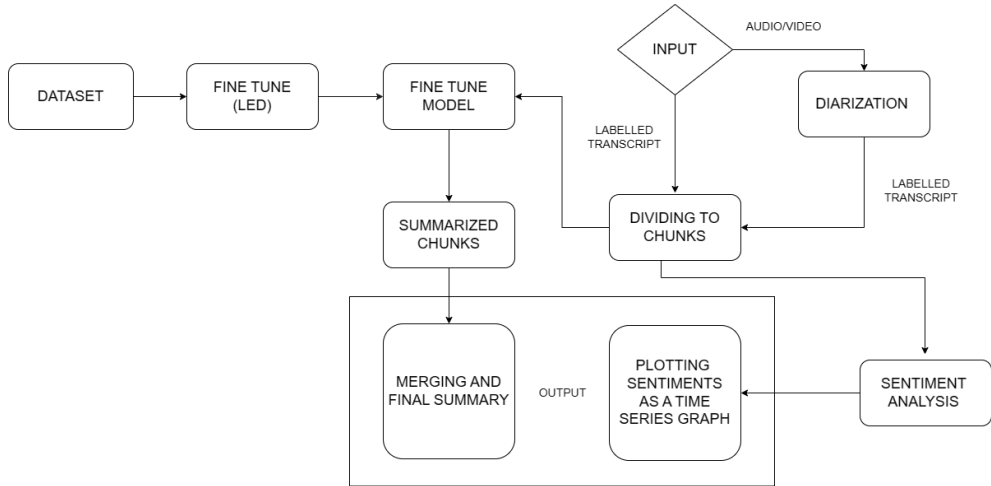 AUDIO/VIDEO
INPUT
DATASET
FINE TUNE
(LED)
FINE TUNE
MODEL
DIARIZATION
LABELLED
TRANSCRIPT
LABELLED
TRANSCRIPT
SUMMARIZED
CHUNKS
DIVIDING TO
CHUNKS
MERGING AND
FINAL SUMMARY
OUTPUT
PLOTTING
SENTIMENTS
AS A TIME
SERIES GRAPH
SENTIMENT
ANALYSIS